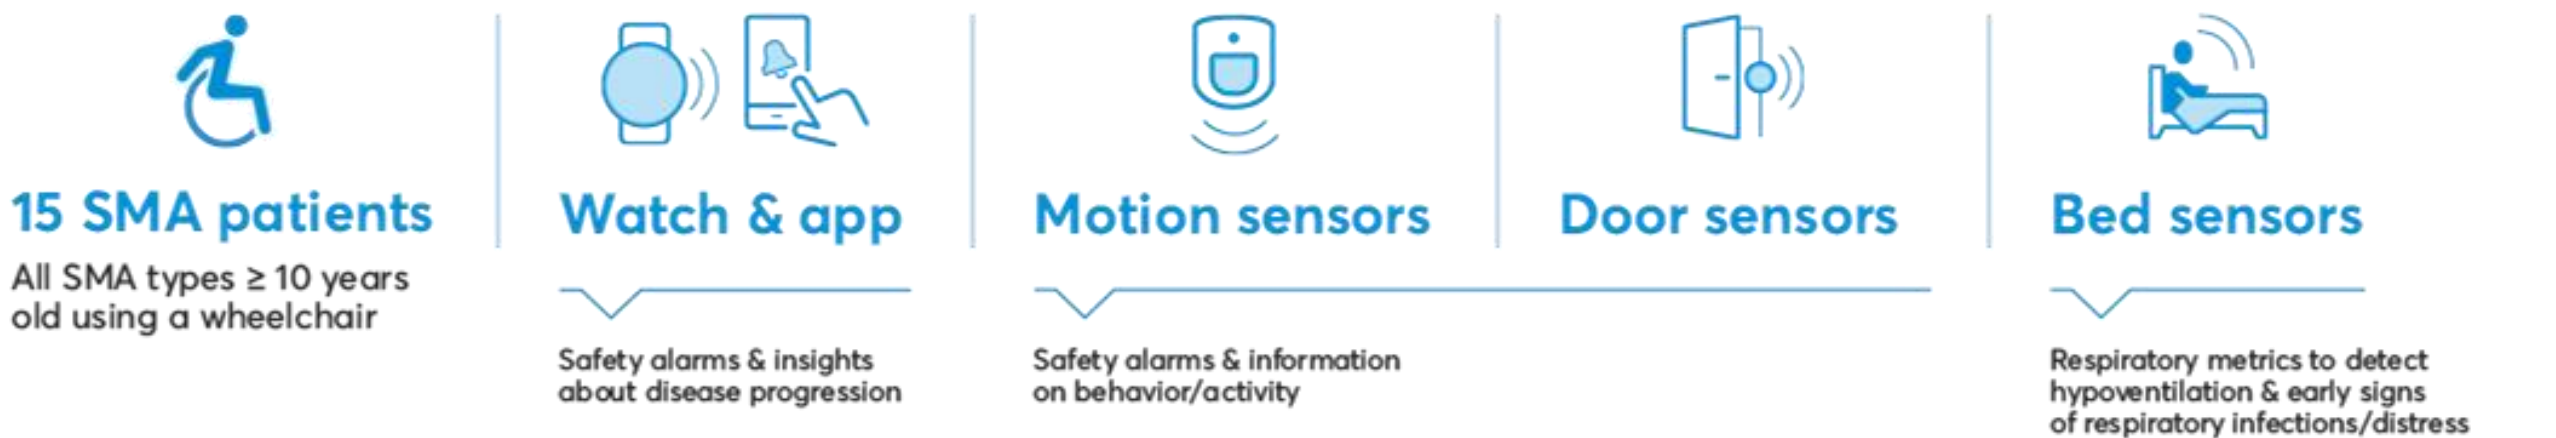 15 SMA patients
All SMA types ≥ 10 years
old using a wheelchair
Watch & app
Safety alarms & insights
about disease progression
Motion sensors
Door sensors
Safety alarms & information
on behavior/activity
Bed sensors
Respiratory metrics to detect
hypoventilation & early signs
of respiratory infections/distress